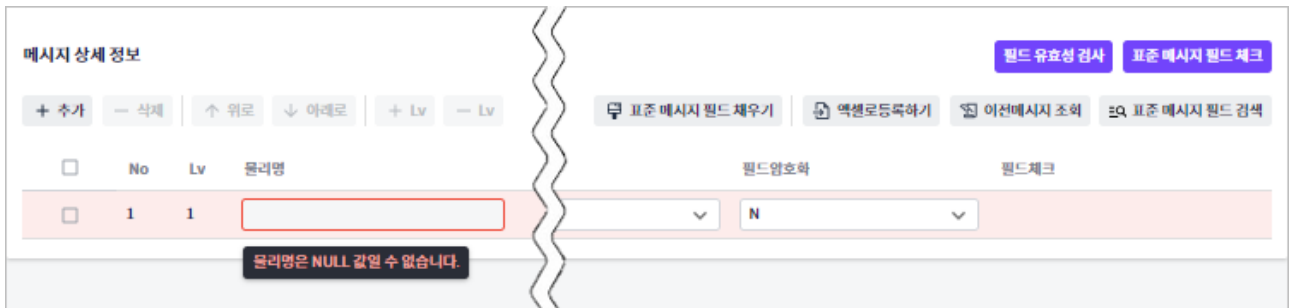 메시지 상세 정보
필드 유효성 검사 표준 메시지 필드 체크
+ 추가 — 삭제 ↑ 위로 ↓ 아래로 + Lv — Lv 표준 메시지 필드 채우기 엑셀로등록하기 이전메시지 조회 표준 메시지 필드 검색
No Lv 물리명 필드암호화 필드체크
1 1 N
물리명은 NULL 값일 수 없습니다.